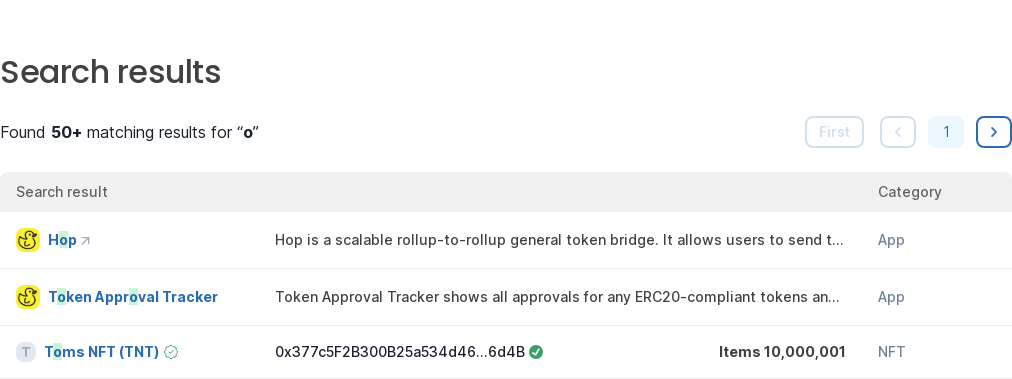 Search results
Found 50+ matching results for “o”
First
1
Search result Category
Hop Hop is a scalable rollup-to-rollup general token bridge. It allows users to send t... App
Token Approval Tracker Token Approval Tracker shows all approvals for any ERC20-compliant tokens an... App
T Toms NFT (TNT) 0x377c5F2B300B25a534d46...6d4B Items 10,000,001 NFT